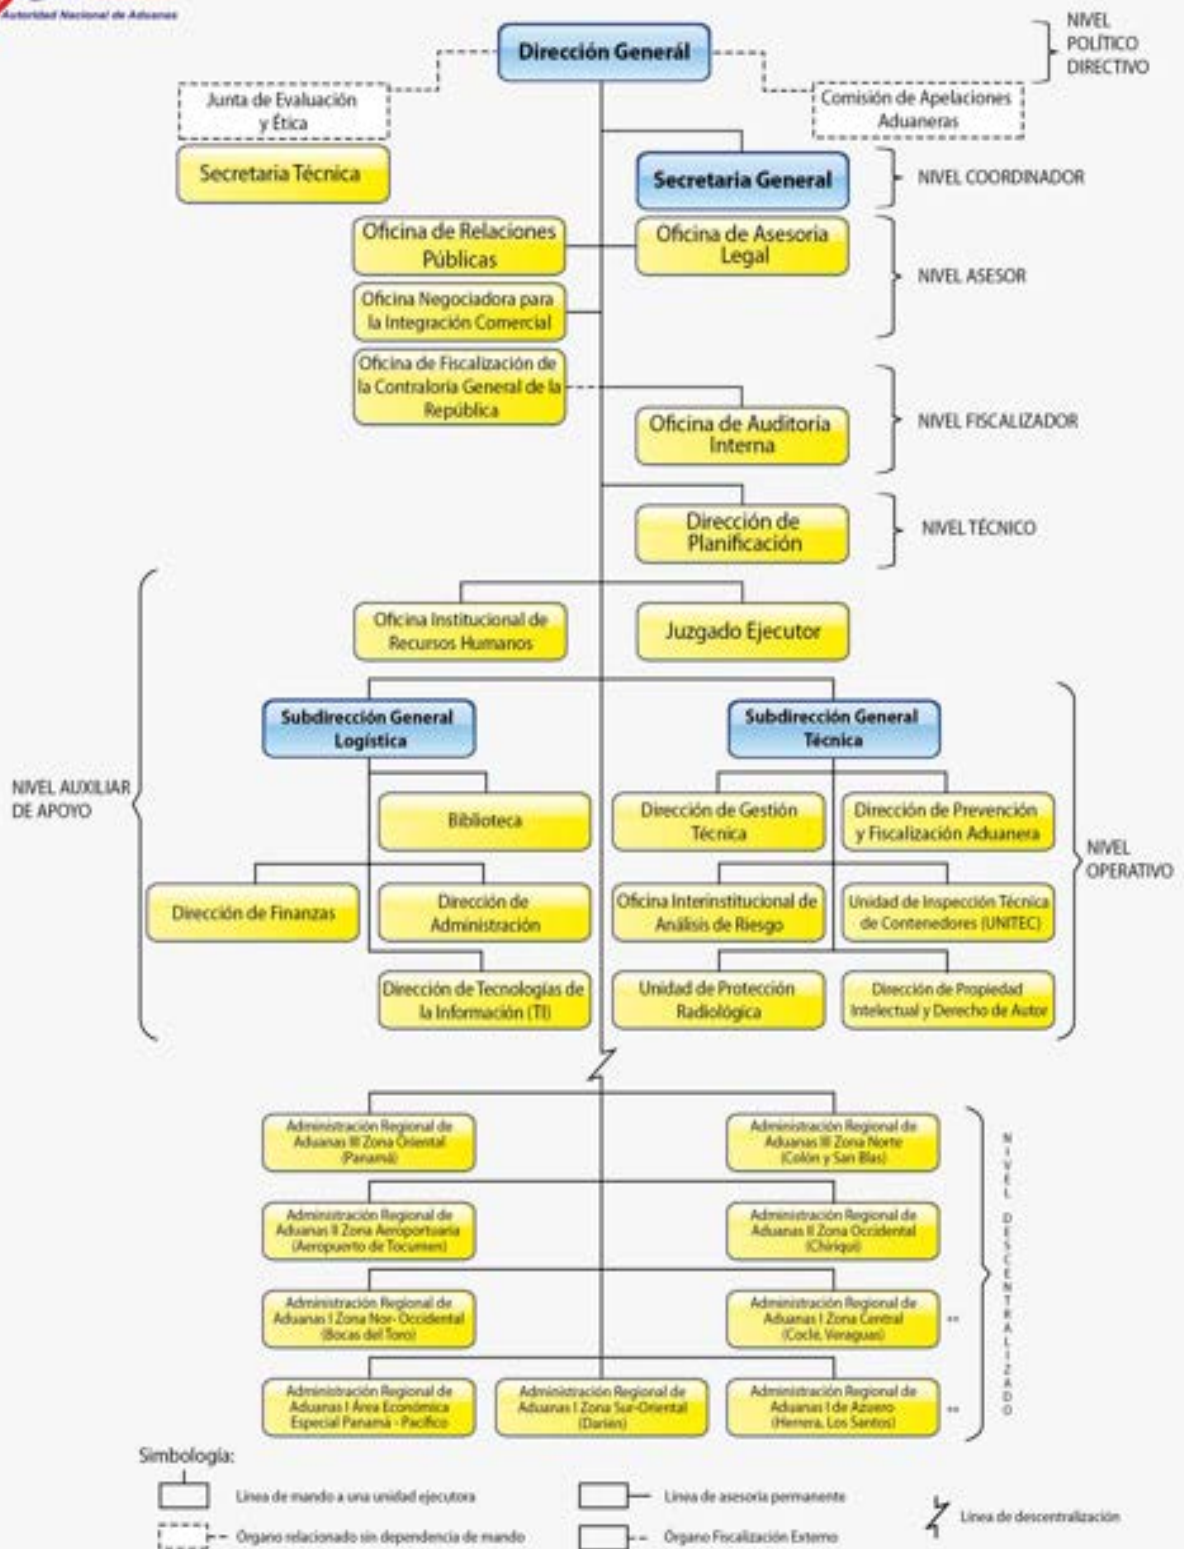 Autoridad Nacional de Aduanas
Dirección Generál
NIVEL
POLÍTICO
DIRECTIVO
Junta de Evaluación
y Ética
Comisión de Apelaciones
Aduaneras
Secretaria Técnica
Secretaria General
NIVEL COORDINADOR
Oficina de Relaciones
Públicas
Oficina de Asesoria
Legal
NIVEL ASESOR
Oficina Negociadora para
la Integración Comercial
Oficina de Fiscalización de
la Contraloría General de la
República
Oficina de Auditoria
Interna
NIVEL FISCALIZADOR
Dirección de
Planificación
NIVEL TÉCNICO
Oficina Institucional de
Recursos Humanos
Juzgado Ejecutor
Subdirección General
Logística
Subdirección General
Técnica
NIVEL AUXILIAR
DE APOYO
Biblioteca
Dirección de Gestión
Técnica
Dirección de Prevención
y Fiscalización Aduanera
NIVEL
OPERATIVO
Dirección de Finanzas
Dirección de
Administración
Oficina Interinstitucional de
Análisis de Riesgo
Unidad de Inspección Técnica
de Contenedores (UNITEC)
Dirección de Tecnologías de
la Información (TI)
Unidad de Protección
Radiológica
Dirección de Propiedad
Intelectual y Derecho de Autor
Administración Regional de
Aduanas III Zona Oriental
(Panamá)
Administración Regional de
Aduanas III Zona Norte
(Colón y San Blas)
NIVEL DESCENTRALIZADO
Administración Regional de
Aduanas II Zona Aeroportuaria
(Aeropuerto de Tocumen)
Administración Regional de
Aduanas II Zona Occidental
(Chiriquí)
Administración Regional de
Aduanas I Zona Nor- Occidental
(Bocas del Toro)
Administración Regional de
Aduanas I Zona Central
(Coclé, Veraguas)
**
Administración Regional de
Aduanas I Área Económica
Especial Panamá - Pacífico
Administración Regional de
Aduanas I Zona Sur-Oriental
(Darién)
Administración Regional de
Aduanas I de Azuero
(Herrera, Los Santos)
**
Simbología:
Linea de mando a una unidad ejecutora
Linea de asesoria permanente
Linea de descentralización
Organo relacionado sin dependencia de mando
Organo Fiscalización Externo